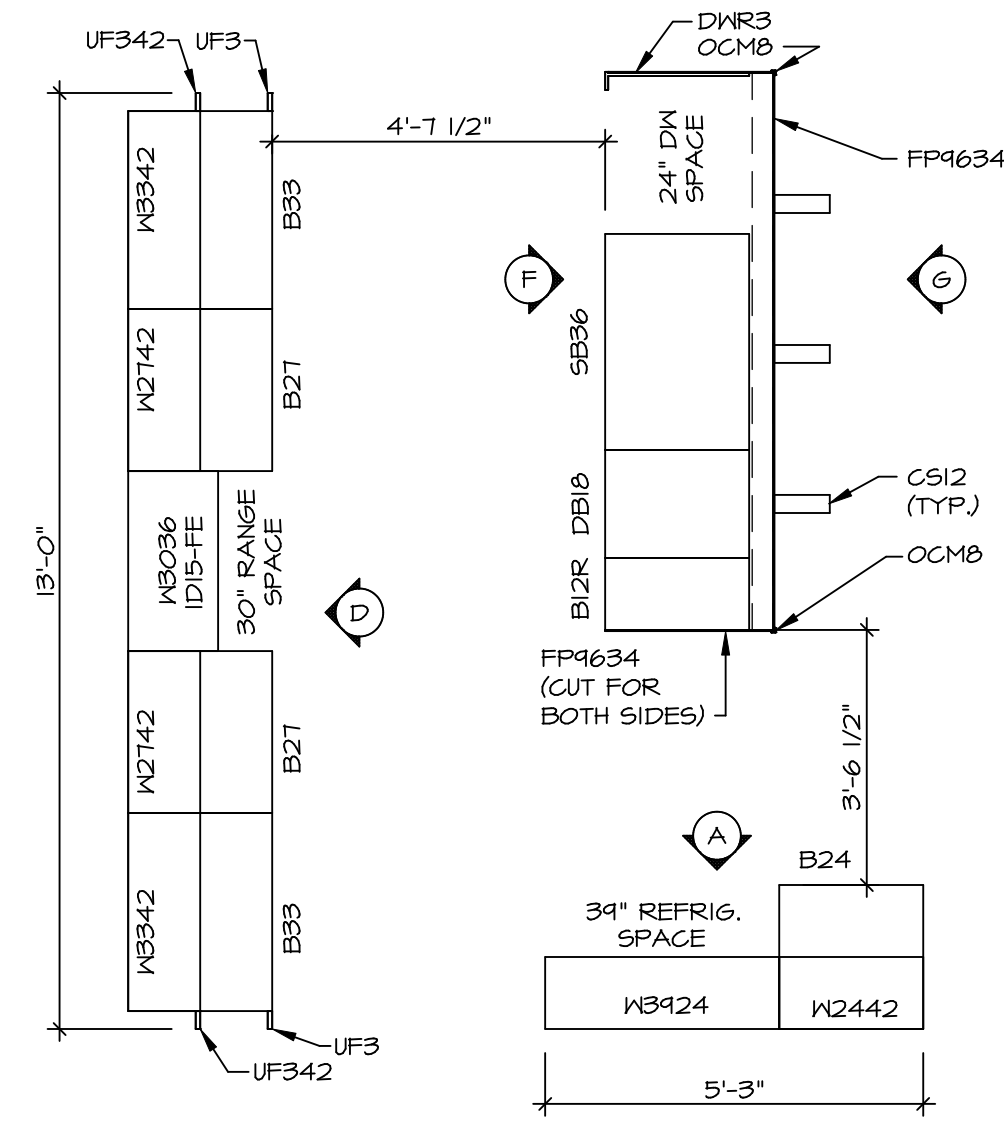 UF342
UF3
DWR3
OCM8
4'-7 1/2"
24" DW
SPACE
FP9634
W3342
B33
F
G
SB36
W2742
B27
13'-0"
W3036
1D15-FE
30" RANGE
SPACE
D
DB18
B12R
CS12
(TYP.)
OCM8
FP9634
(CUT FOR
BOTH SIDES)
W2742
B27
3'-6 1/2"
A
B24
W3342
B33
39" REFRIG.
SPACE
W3924
W2442
UF3
UF342
5'-3"